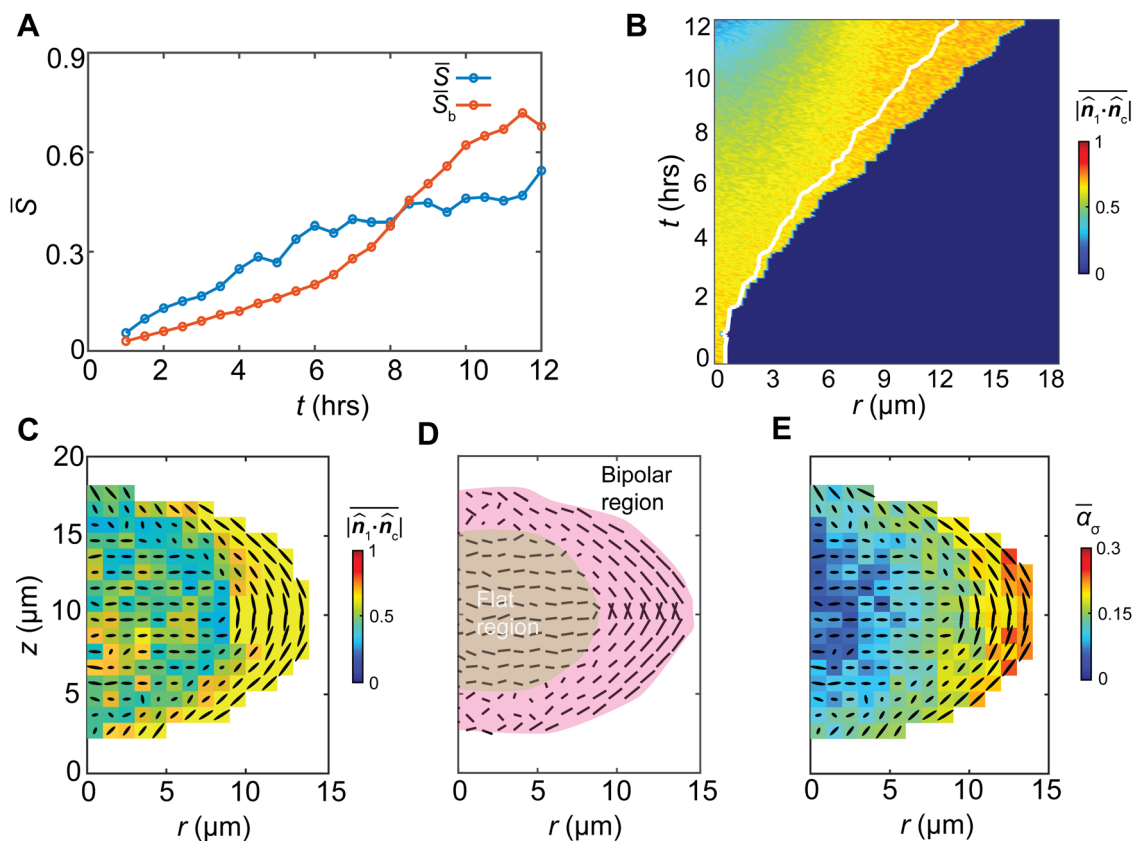 A
0.9
0.6
0.3
0
S̅
S̅
S̅b
0 2 4 6 8 10 12
t (hrs)
B
12
10
8
6
4
2
0
t (hrs)
0 3 6 9 12 15 18
r (μm)
|n̂1·n̂c|
1
0.5
0
C
20
15
10
5
0
z (μm)
0 5 10 15
r (μm)
|n̂1·n̂c|
1
0.5
0
D
Bipolar
region
Flat
region
0 5 10 15
r (μm)
E
0 5 10 15
r (μm)
α̅σ
0.3
0.15
0